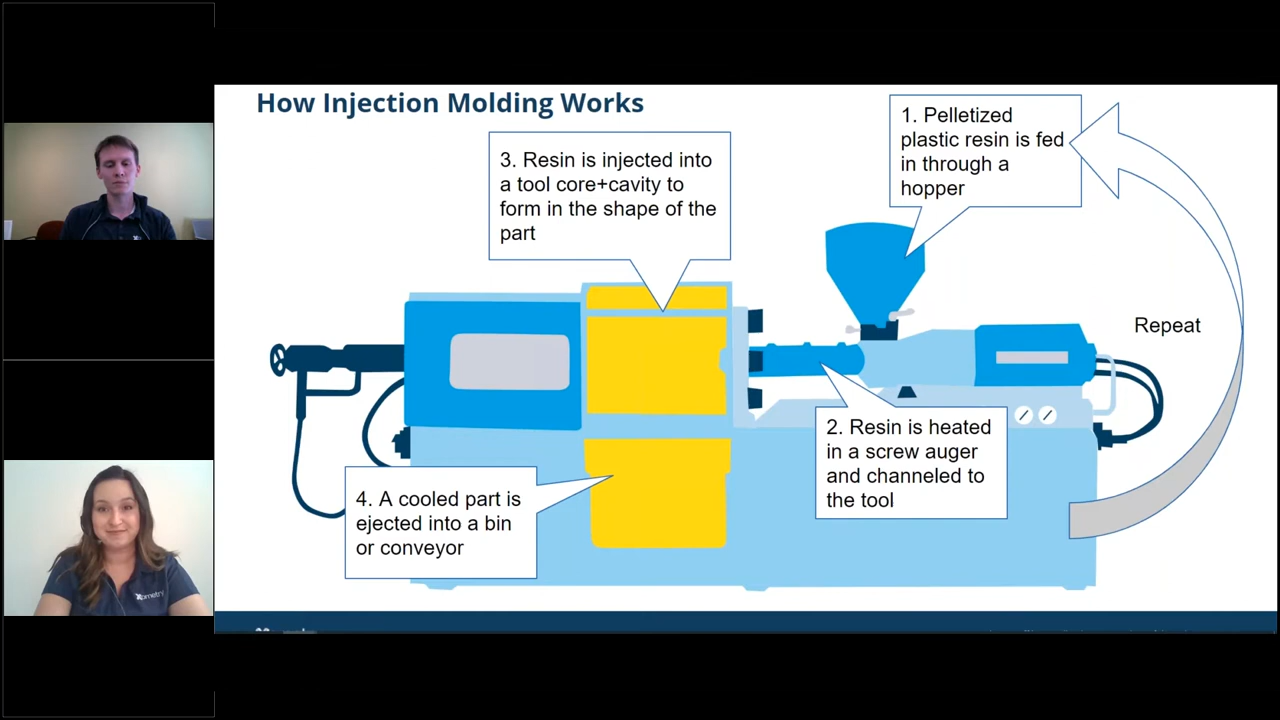 How Injection Molding Works
1. Pelletized
plastic resin is fed
in through a
hopper
3. Resin is injected into
a tool core+cavity to
form in the shape of the
part
Repeat
2. Resin is heated
in a screw auger
and channeled to
the tool
4. A cooled part is
ejected into a bin
or conveyor
Xometry